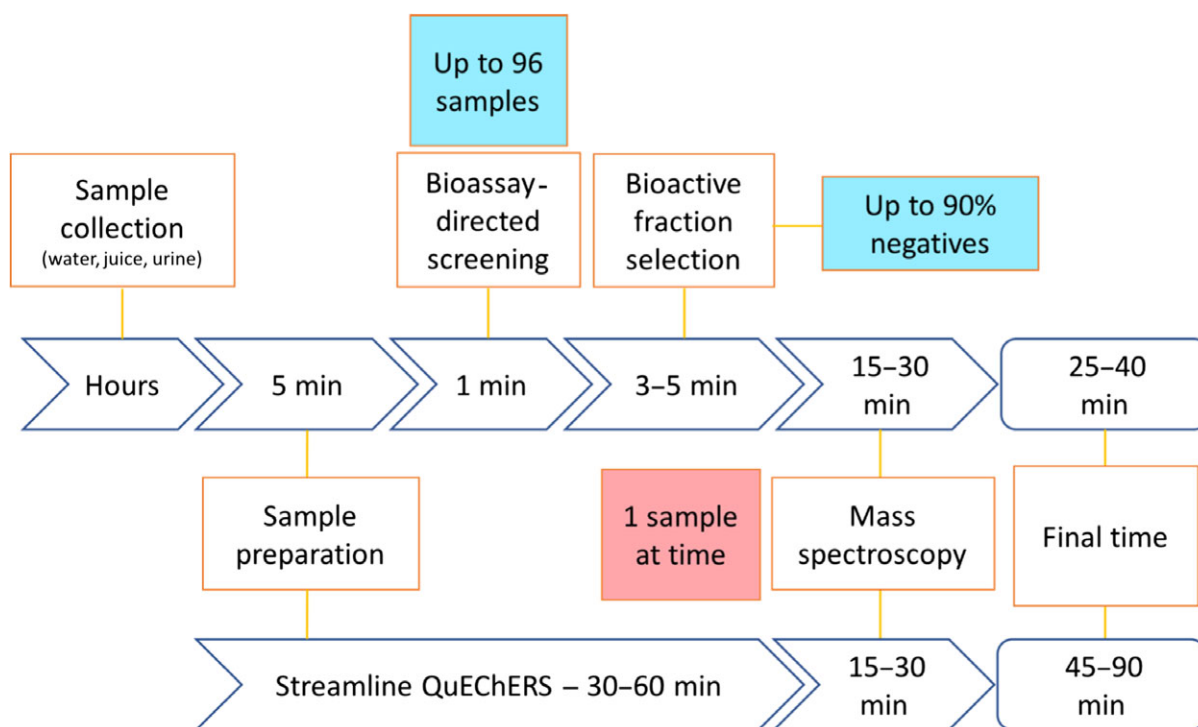 Up to 96
samples
Sample
collection
(water, juice, urine)
Bioassay-
directed
screening
Bioactive
fraction
selection
Up to 90%
negatives
Hours
5 min
1 min
3–5 min
15–30
min
25–40
min
Sample
preparation
1 sample
at time
Mass
spectroscopy
Final time
Streamline QuEChERS – 30–60 min
15–30
min
45–90
min